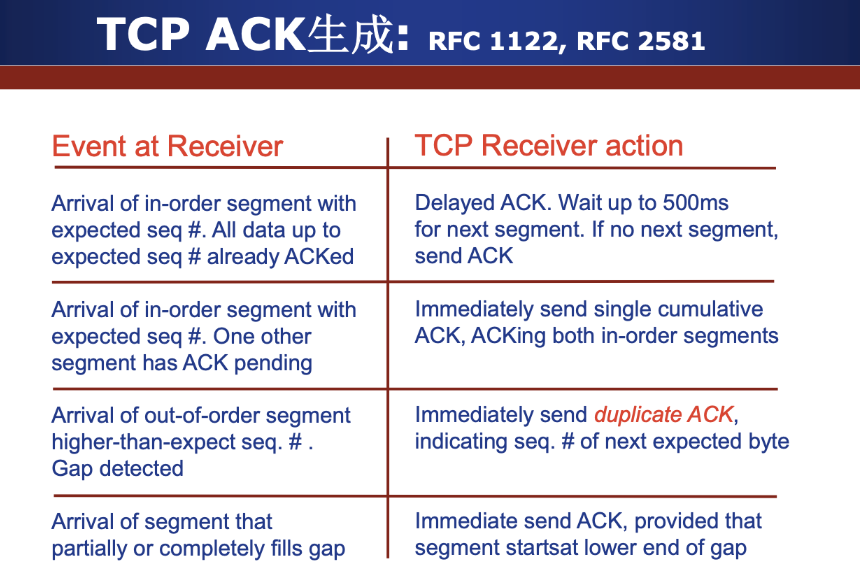 TCP ACK生成: RFC 1122, RFC 2581
Event at Receiver
TCP Receiver action
Arrival of in-order segment with
expected seq #. All data up to
expected seq # already ACKed
Delayed ACK. Wait up to 500ms
for next segment. If no next segment,
send ACK
Arrival of in-order segment with
expected seq #. One other
segment has ACK pending
Immediately send single cumulative
ACK, ACKing both in-order segments
Arrival of out-of-order segment
higher-than-expect seq. # .
Gap detected
Immediately send duplicate ACK,
indicating seq. # of next expected byte
Arrival of segment that
partially or completely fills gap
Immediate send ACK, provided that
segment startsat lower end of gap